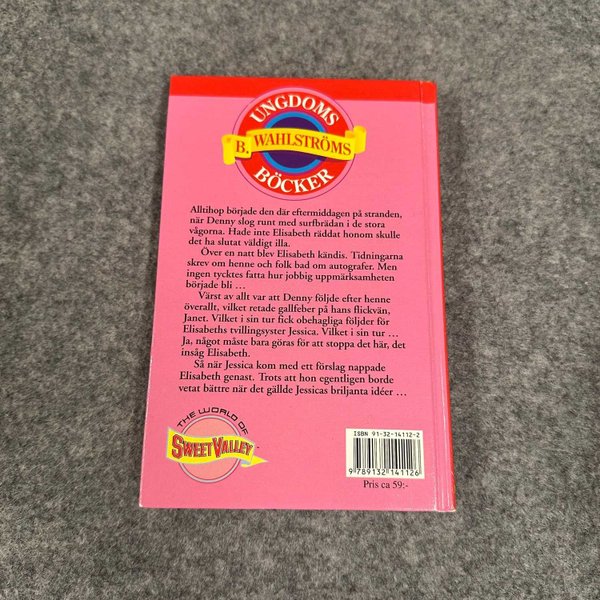 UNGDOMS
B. WAHLSTRÖMS
BÖCKER
Alltihop började den där eftermiddagen på stranden,
när Denny slog runt med surfbrädan i de stora
vågorna. Hade inte Elisabeth räddat honom skulle
det ha slutat väldigt illa.
Över en natt blev Elisabeth kändis. Tidningarna
skrev om henne och folk bad om autografer. Men
ingen tycktes fatta hur jobbig uppmärksamheten
började bli …
Värst av allt var att Denny följde efter henne
överallt, vilket retade gallfeber på hans flickvän,
Janet. Vilket i sin tur fick obehagliga följder för
Elisabeths tvillingsyster Jessica. Vilket i sin tur …
Ja, något måste bara göras för att stoppa det här, det
insåg Elisabeth.
Så när Jessica kom med ett förslag nappade
Elisabeth genast. Trots att hon egentligen borde
vetat bättre när det gällde Jessicas briljanta idéer …
THE WORLD OF
SWEET VALLEY™
ISBN 91-32-14112-2
9 789132 141126
Pris ca 59:-